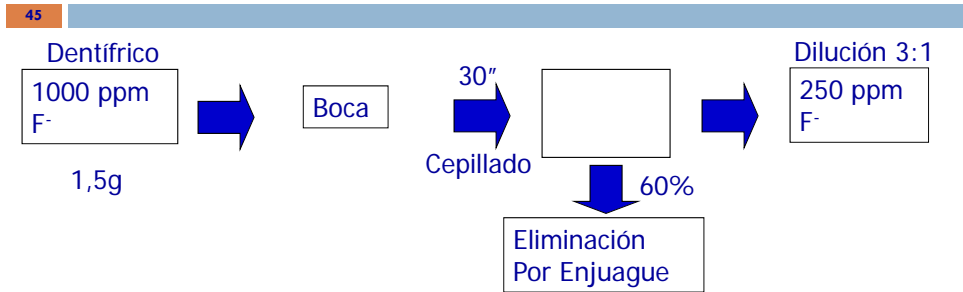 45
Dentífrico
1000 ppm
F-
1,5g
Boca
30"
Cepillado
60%
Eliminación
Por Enjuague
Dilución 3:1
250 ppm
F-